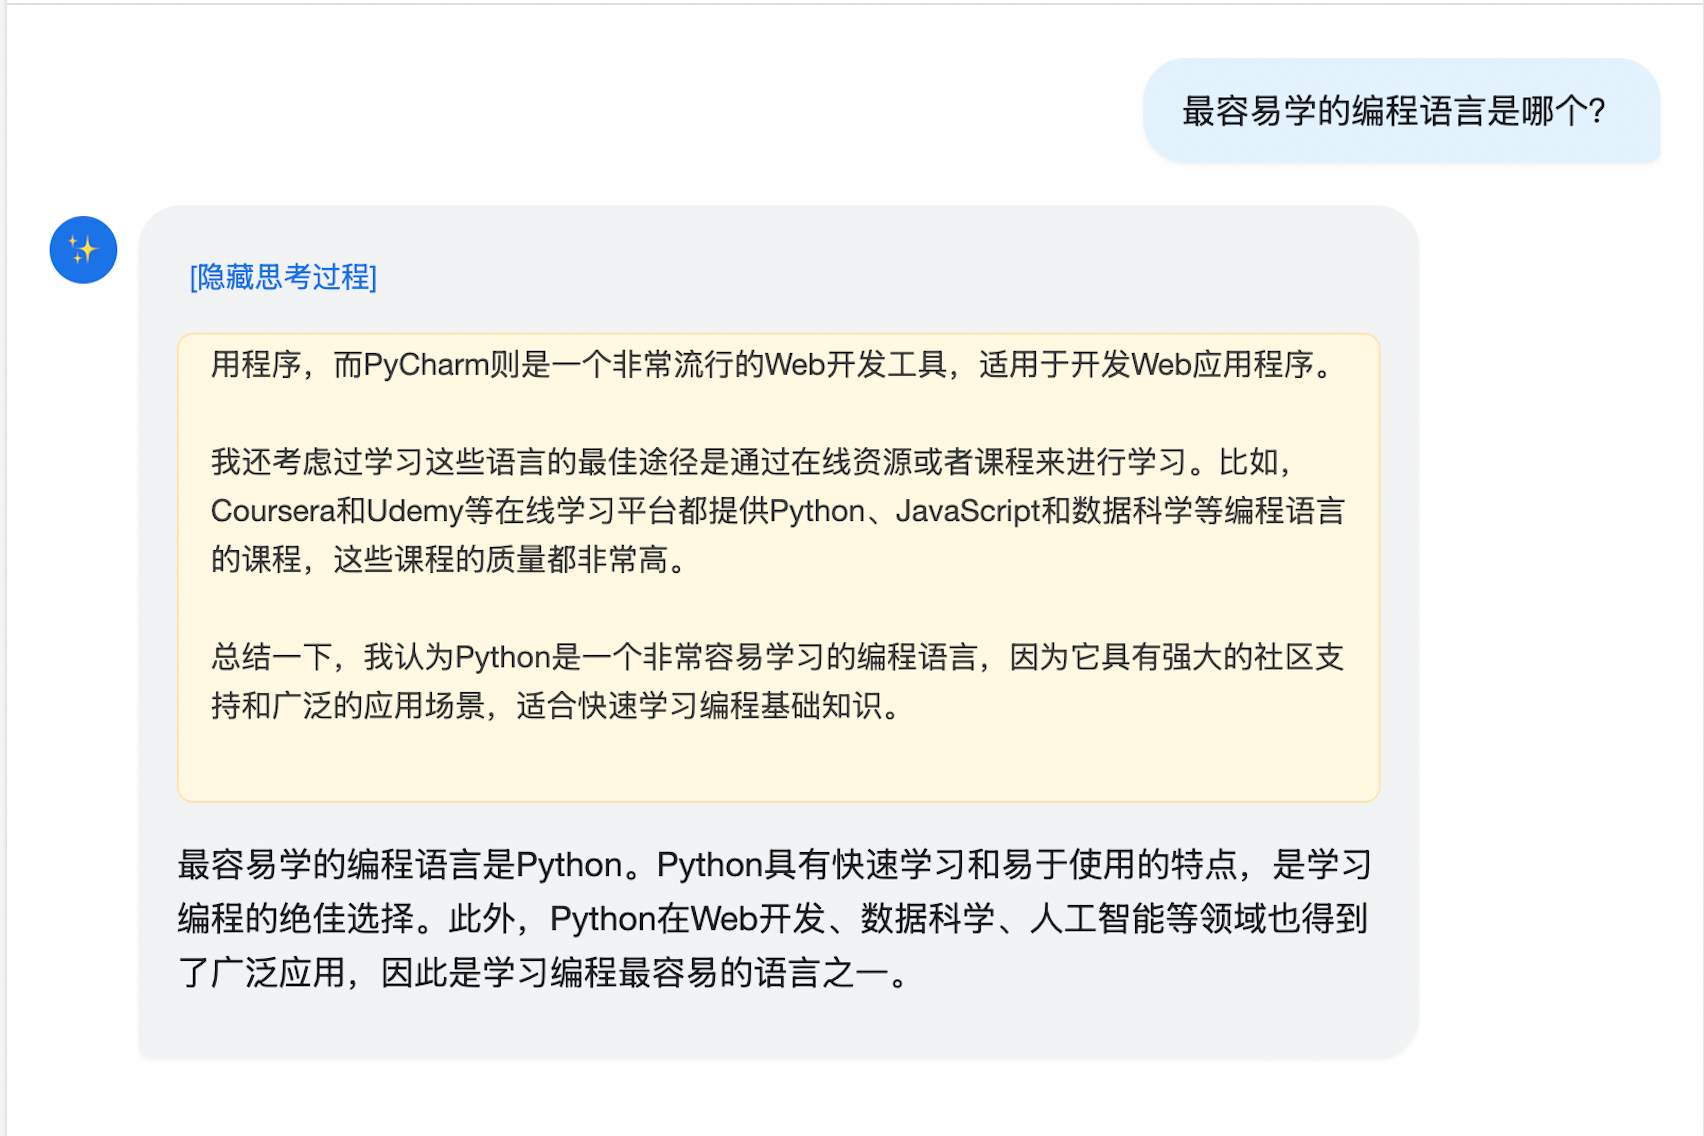 最容易学的编程语言是哪个?
[隐藏思考过程]
用程序，而PyCharm则是一个非常流行的Web开发工具，适用于开发Web应用程序。
我还考虑过学习这些语言的最佳途径是通过在线资源或者课程来进行学习。比如，
Coursera和Udemy等在线学习平台都提供Python、JavaScript和数据科学等编程语言
的课程，这些课程的质量都非常高。
总结一下，我认为Python是一个非常容易学习的编程语言，因为它具有强大的社区支
持和广泛的应用场景，适合快速学习编程基础知识。
最容易学的编程语言是Python。Python具有快速学习和易于使用的特点，是学习
编程的绝佳选择。此外，Python在Web开发、数据科学、人工智能等领域也得到
了广泛应用，因此是学习编程最容易的语言之一。